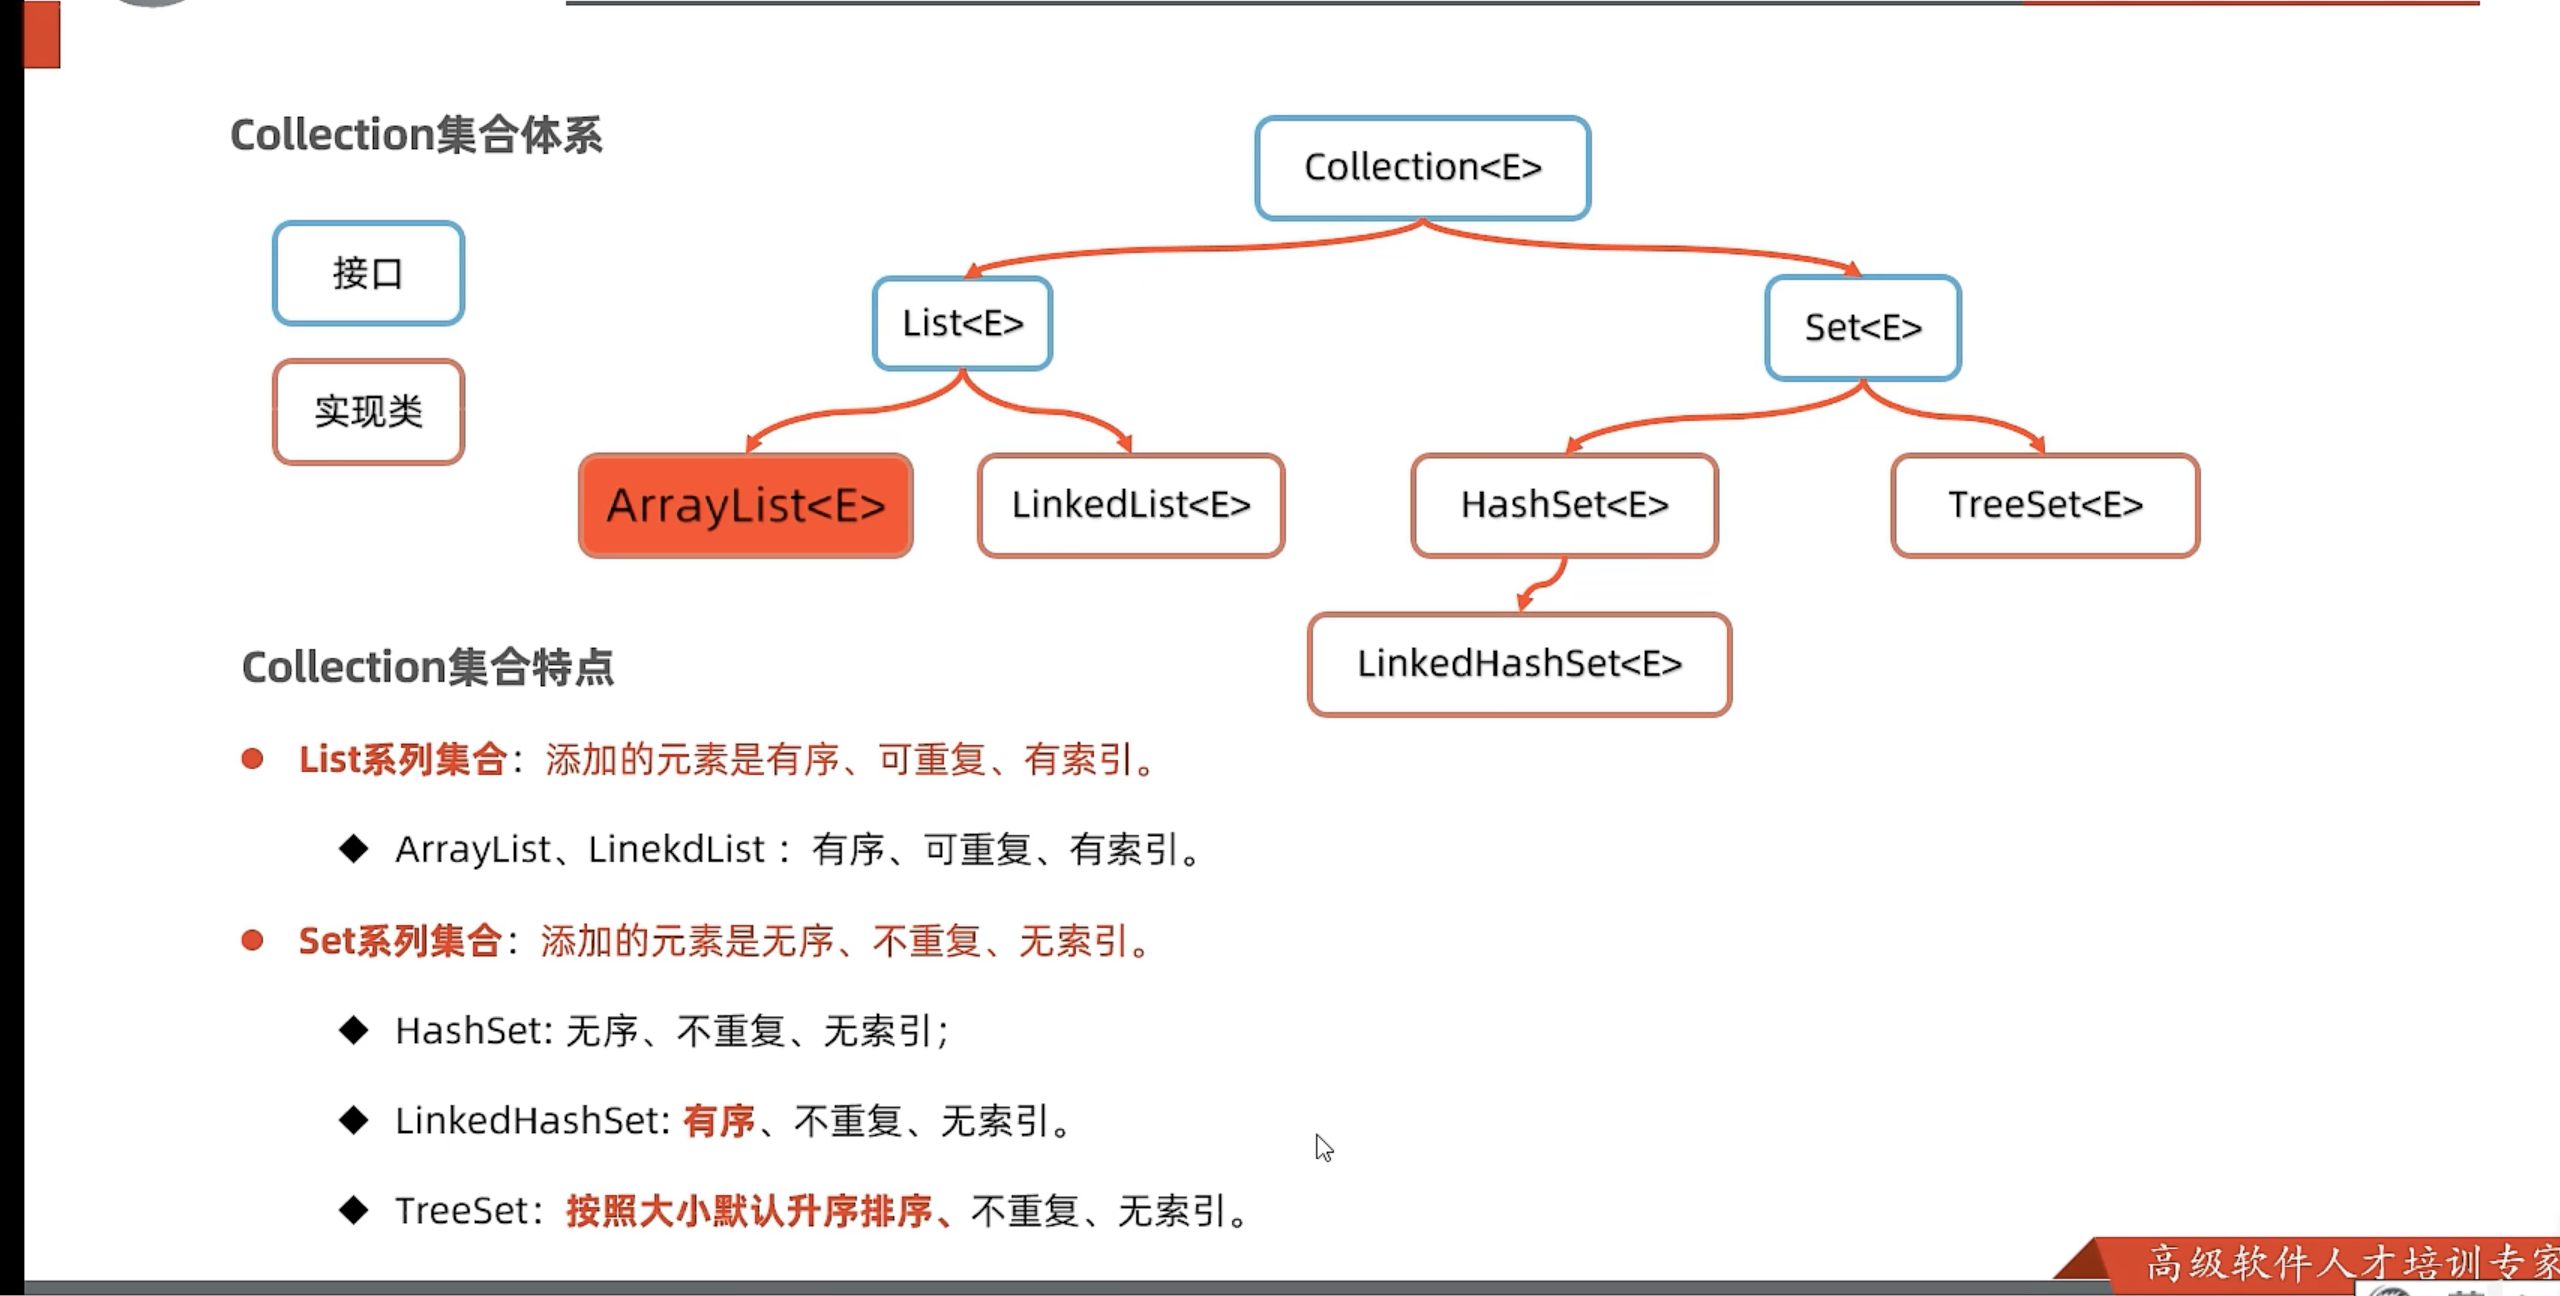 Collection集合体系
Collection<E>
接口
List<E>
Set<E>
实现类
ArrayList<E>
LinkedList<E>
HashSet<E>
TreeSet<E>
LinkedHashSet<E>
Collection集合特点
List系列集合：添加的元素是有序、可重复、有索引。
ArrayList、LinekdList ：有序、可重复、有索引。
Set系列集合：添加的元素是无序、不重复、无索引。
HashSet: 无序、不重复、无索引；
LinkedHashSet: 有序、不重复、无索引。
TreeSet：按照大小默认升序排序、不重复、无索引。
高级软件人才培训专家